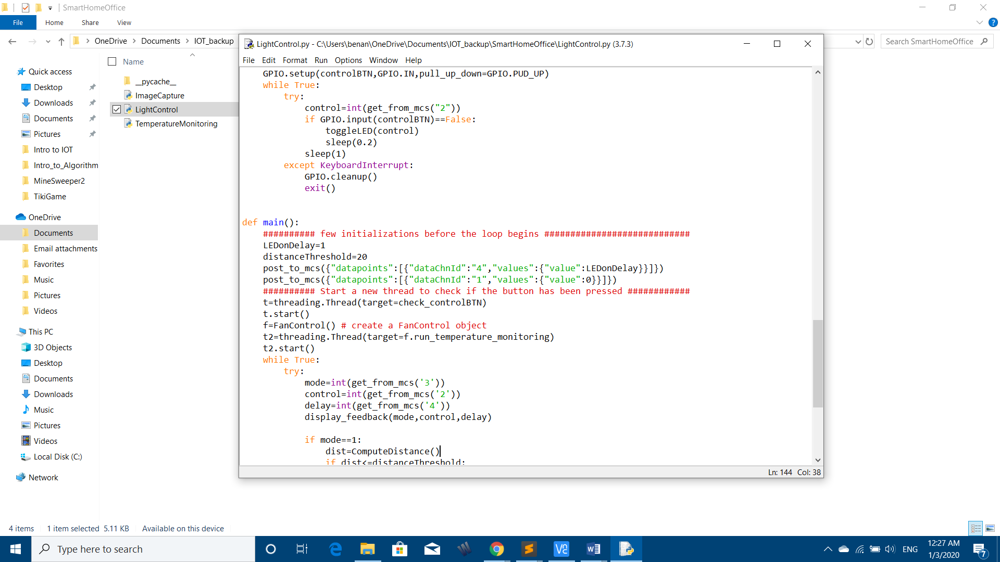 SmartHomeOffice
File Home Share View
OneDrive Documents IOT_backup
Search SmartHomeOffice
Quick access
Desktop
Downloads
Documents
Pictures
Intro to IOT
Intro_to_Algorithm
MineSweeper2
TikiGame
OneDrive
Documents
Email attachments
Favorites
Music
Pictures
Videos
This PC
3D Objects
Desktop
Documents
Downloads
Music
Pictures
Videos
Local Disk (C:)
Network
Name
__pycache__
ImageCapture
LightControl
TemperatureMonitoring
LightControl.py - C:\Users\benan\OneDrive\Documents\IOT_backup\SmartHomeOffice\LightControl.py (3.7.3)
File Edit Format Run Options Window Help
    GPIO.setup(controlBTN,GPIO.IN,pull_up_down=GPIO.PUD_UP)
    while True:
        try:
            control=int(get_from_mcs("2"))
            if GPIO.input(controlBTN)==False:
                toggleLED(control)
                sleep(0.2)
            sleep(1)
        except KeyboardInterrupt:
            GPIO.cleanup()
            exit()
def main():
    ########## few initializations before the loop begins ############################
    LEDonDelay=1
    distanceThreshold=20
    post_to_mcs({"datapoints":[{"dataChnId":"4","values":{"value":LEDonDelay}}]})
    post_to_mcs({"datapoints":[{"dataChnId":"1","values":{"value":0}}]})
    ########## Start a new thread to check if the button has been pressed ############
    t=threading.Thread(target=check_controlBTN)
    t.start()
    f=FanControl() # create a FanControl object
    t2=threading.Thread(target=f.run_temperature_monitoring)
    t2.start()
    while True:
        try:
            mode=int(get_from_mcs('3'))
            control=int(get_from_mcs('2'))
            delay=int(get_from_mcs('4'))
            display_feedback(mode,control,delay)
            if mode==1:
                dist=ComputeDistance()
                if dist<=distanceThreshold:
Ln: 144 Col: 38
4 items 1 item selected 5.11 KB Available on this device
Type here to search
ENG
12:27 AM
1/3/2020
7